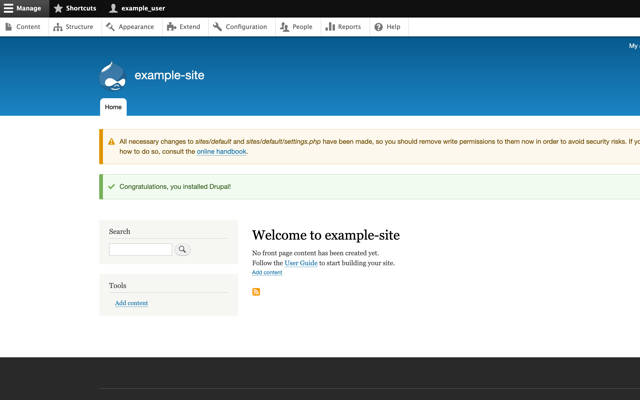 Manage Shortcuts example_user
Content Structure Appearance Extend Configuration People Reports Help
My
example-site
Home
All necessary changes to sites/default and sites/default/settings.php have been made, so you should remove write permissions to them now in order to avoid security risks. If
how to do so, consult the online handbook.
Congratulations, you installed Drupal!
Search
Welcome to example-site
No front page content has been created yet.
Follow the User Guide to start building your site.
Add content
Tools
Add content